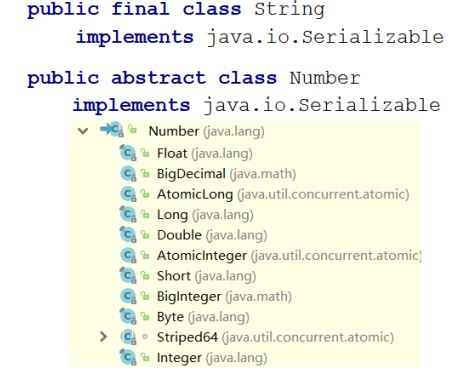 public final class String
implements java.io.Serializable
public abstract class Number
implements java.io.Serializable
Number (java.lang)
Float (java.lang)
BigDecimal (java.math)
AtomicLong (java.util.concurrent.atomic)
Long (java.lang)
Double (java.lang)
AtomicInteger (java.util.concurrent.atomic)
Short (java.lang)
BigInteger (java.math)
Byte (java.lang)
Striped64 (java.util.concurrent.atomic)
Integer (java.lang)